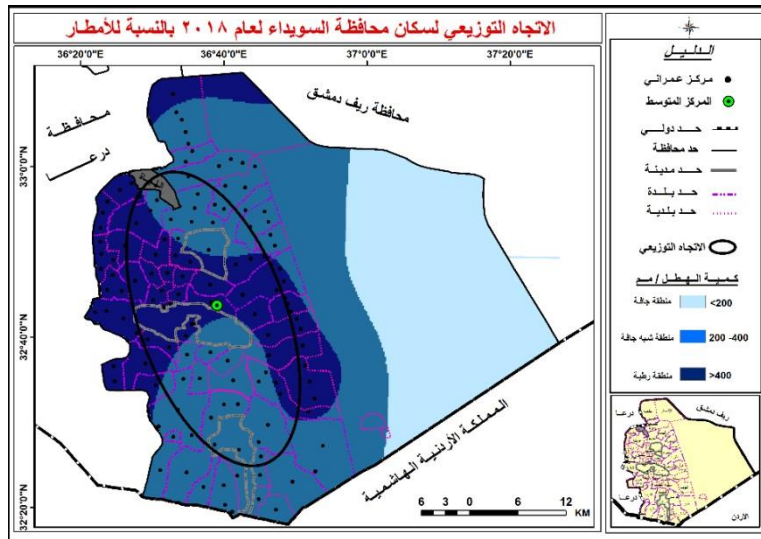 الاتجاه التوزيعي لسكان محافظة السويداء لعام ٢٠١٨ بالنسبة للأمطار
36°20'0"E
36°40'0"E
37°0'0"E
37°20'0"E
محافظة
درعا
محافظة ريف دمشق
33°0'0"N
32°40'0"N
32°20'0"N
المملكة الأردنية الهاشمية
6 3 0 6 12
KM
الدليل
مركز عمراني
المركز المتوسط
حد دولي
حد محافظة
حد مدينة
حد بلدة
حد بلدية
الاتجاه التوزيعي
كمية الهطل / مم
منطقة جافة <200
منطقة شبه جافة 200 -400
منطقة رطبة >400
درعا
ريف دمشق
درعا
الأردن